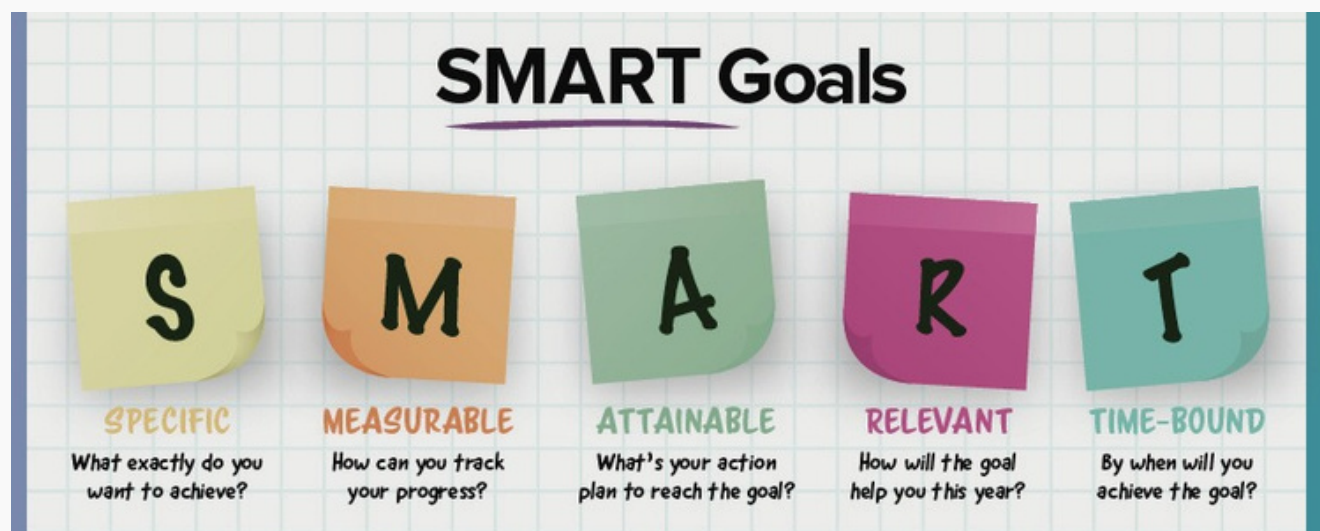 SMART Goals
S M A R T
SPECIFIC MEASURABLE ATTAINABLE RELEVANT TIME-BOUND
What exactly do you
want to achieve?
How can you track
your progress?
What's your action
plan to reach the goal?
How will the goal
help you this year?
By when will you
achieve the goal?